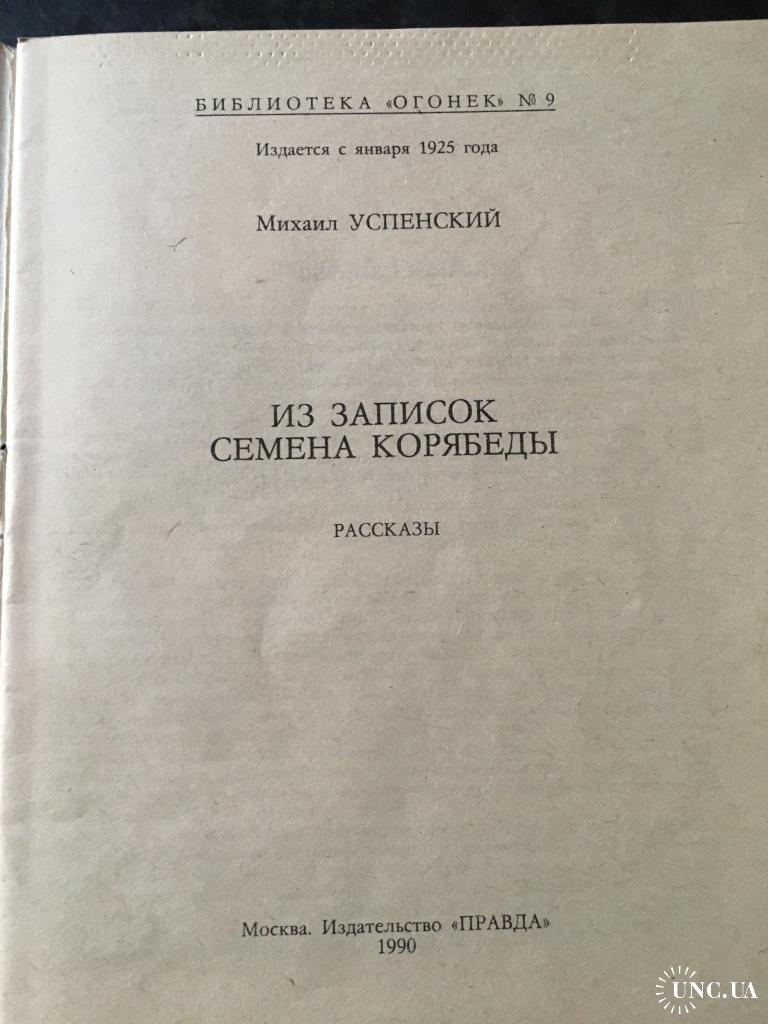 БИБЛИОТЕКА «ОГОНЕК» № 9
Издается с января 1925 года
Михаил УСПЕНСКИЙ
ИЗ ЗАПИСОК
СЕМЕНА КОРЯБЕДЫ
РАССКАЗЫ
Москва. Издательство «ПРАВДА»
1990
UNC.UA